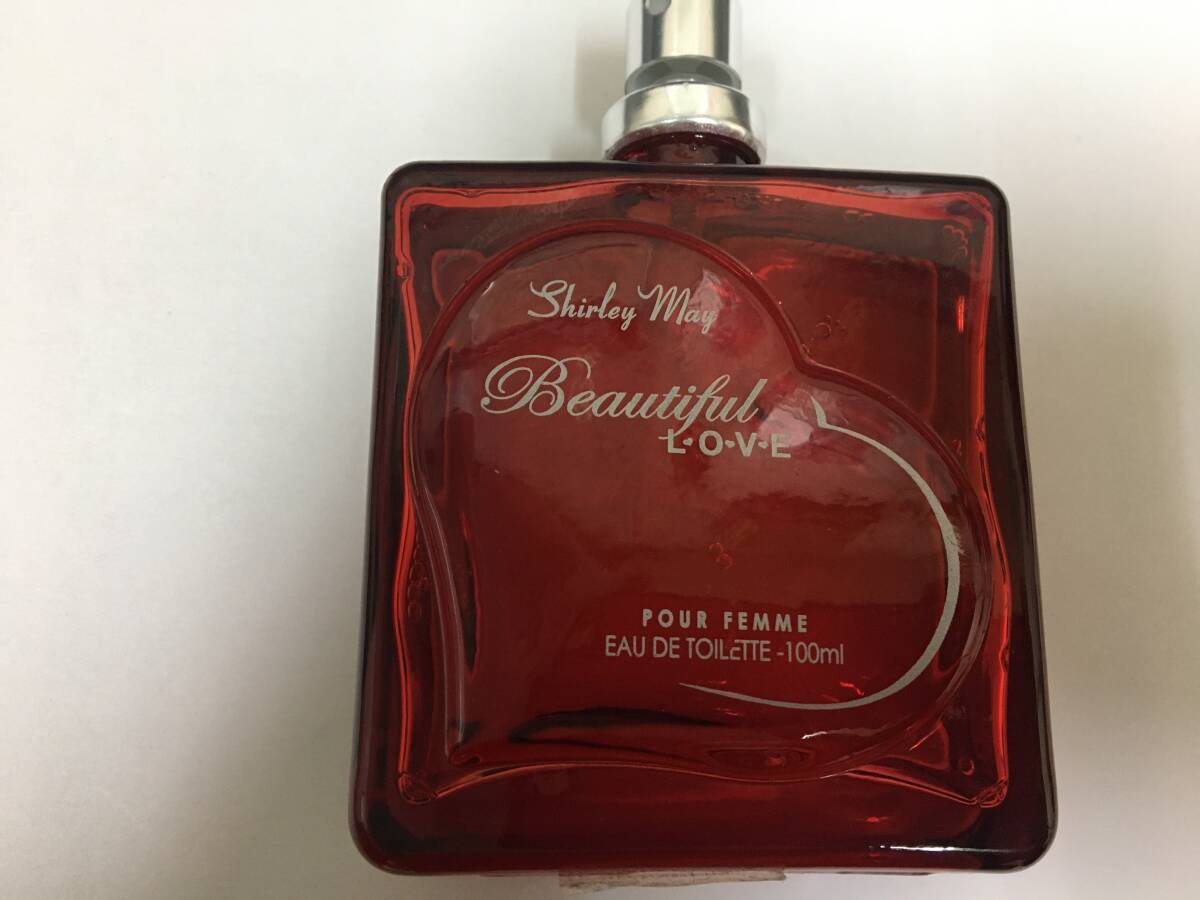 Shirley May
Beautiful
L•O•V•E
POUR FEMME
EAU DE TOILETTE -100ml